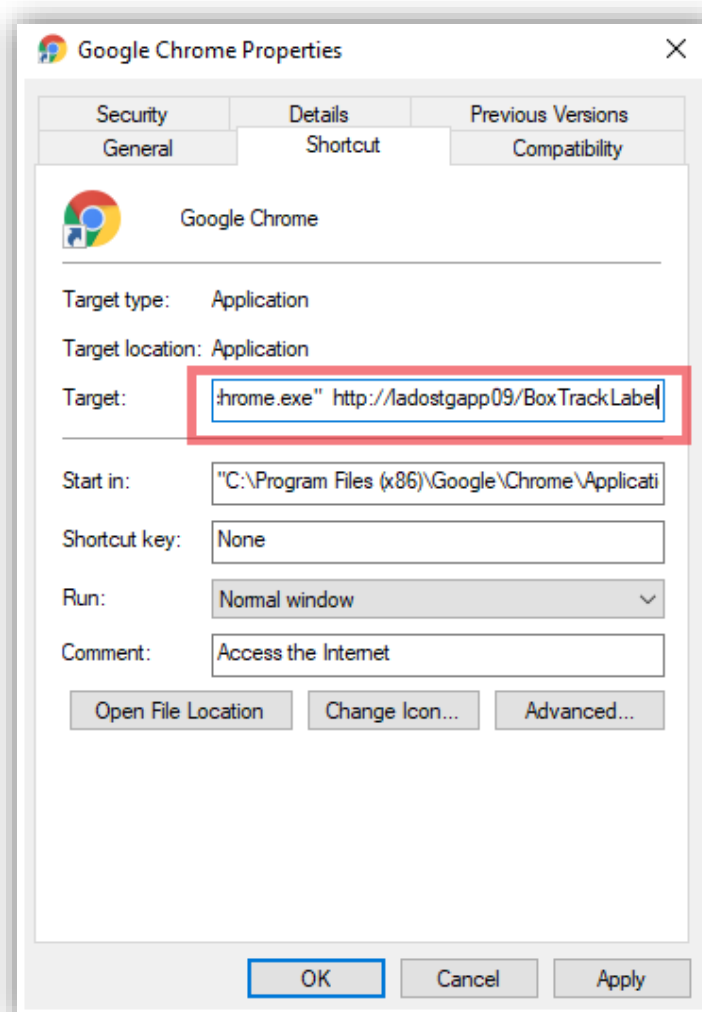 Google Chrome Properties
Security Details Previous Versions
General Shortcut Compatibility
Google Chrome
Target type: Application
Target location: Application
Target: :hrome.exe" http://ladostgapp09/BoxTrackLabel
Start in: "C:\Program Files (x86)\Google\Chrome\Applicati
Shortcut key: None
Run: Normal window
Comment: Access the Internet
Open File Location Change Icon... Advanced...
OK Cancel Apply